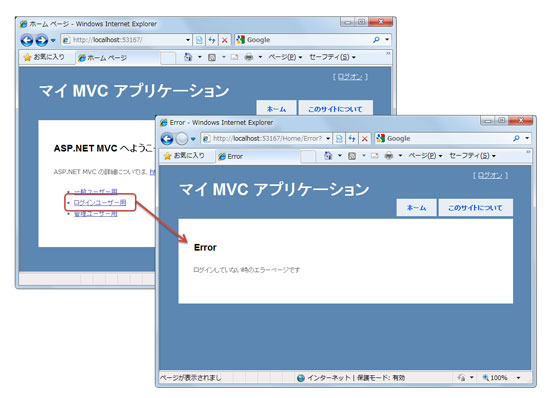 ホーム ページ - Windows Internet Explorer
http://localhost:53167/
Google
お気に入り
ホーム ページ
ページ(P)
セーフティ(S)
[ ログオン ]
マイ MVC アプリケーション
ホーム
このサイトについて
ASP.NET MVC へようこ
ASP.NET MVC の詳細については、
一般ユーザー用
ログインユーザー用
管理ユーザー用
Error - Windows Internet Explorer
http://localhost:53167/Home/Error?
Google
お気に入り
Error
ページ(P)
セーフティ(S)
[ ログオン ]
マイ MVC アプリケーション
ホーム
このサイトについて
Error
ログインしていない時のエラーページです
ページが表示されまし
インターネット | 保護モード: 有効
100%